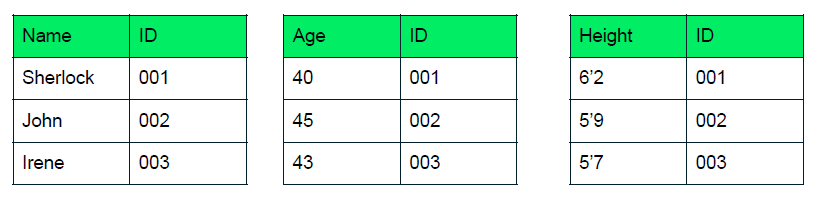 Name ID
Sherlock 001
John 002
Irene 003
Age ID
40 001
45 002
43 003
Height ID
6’2 001
5’9 002
5’7 003